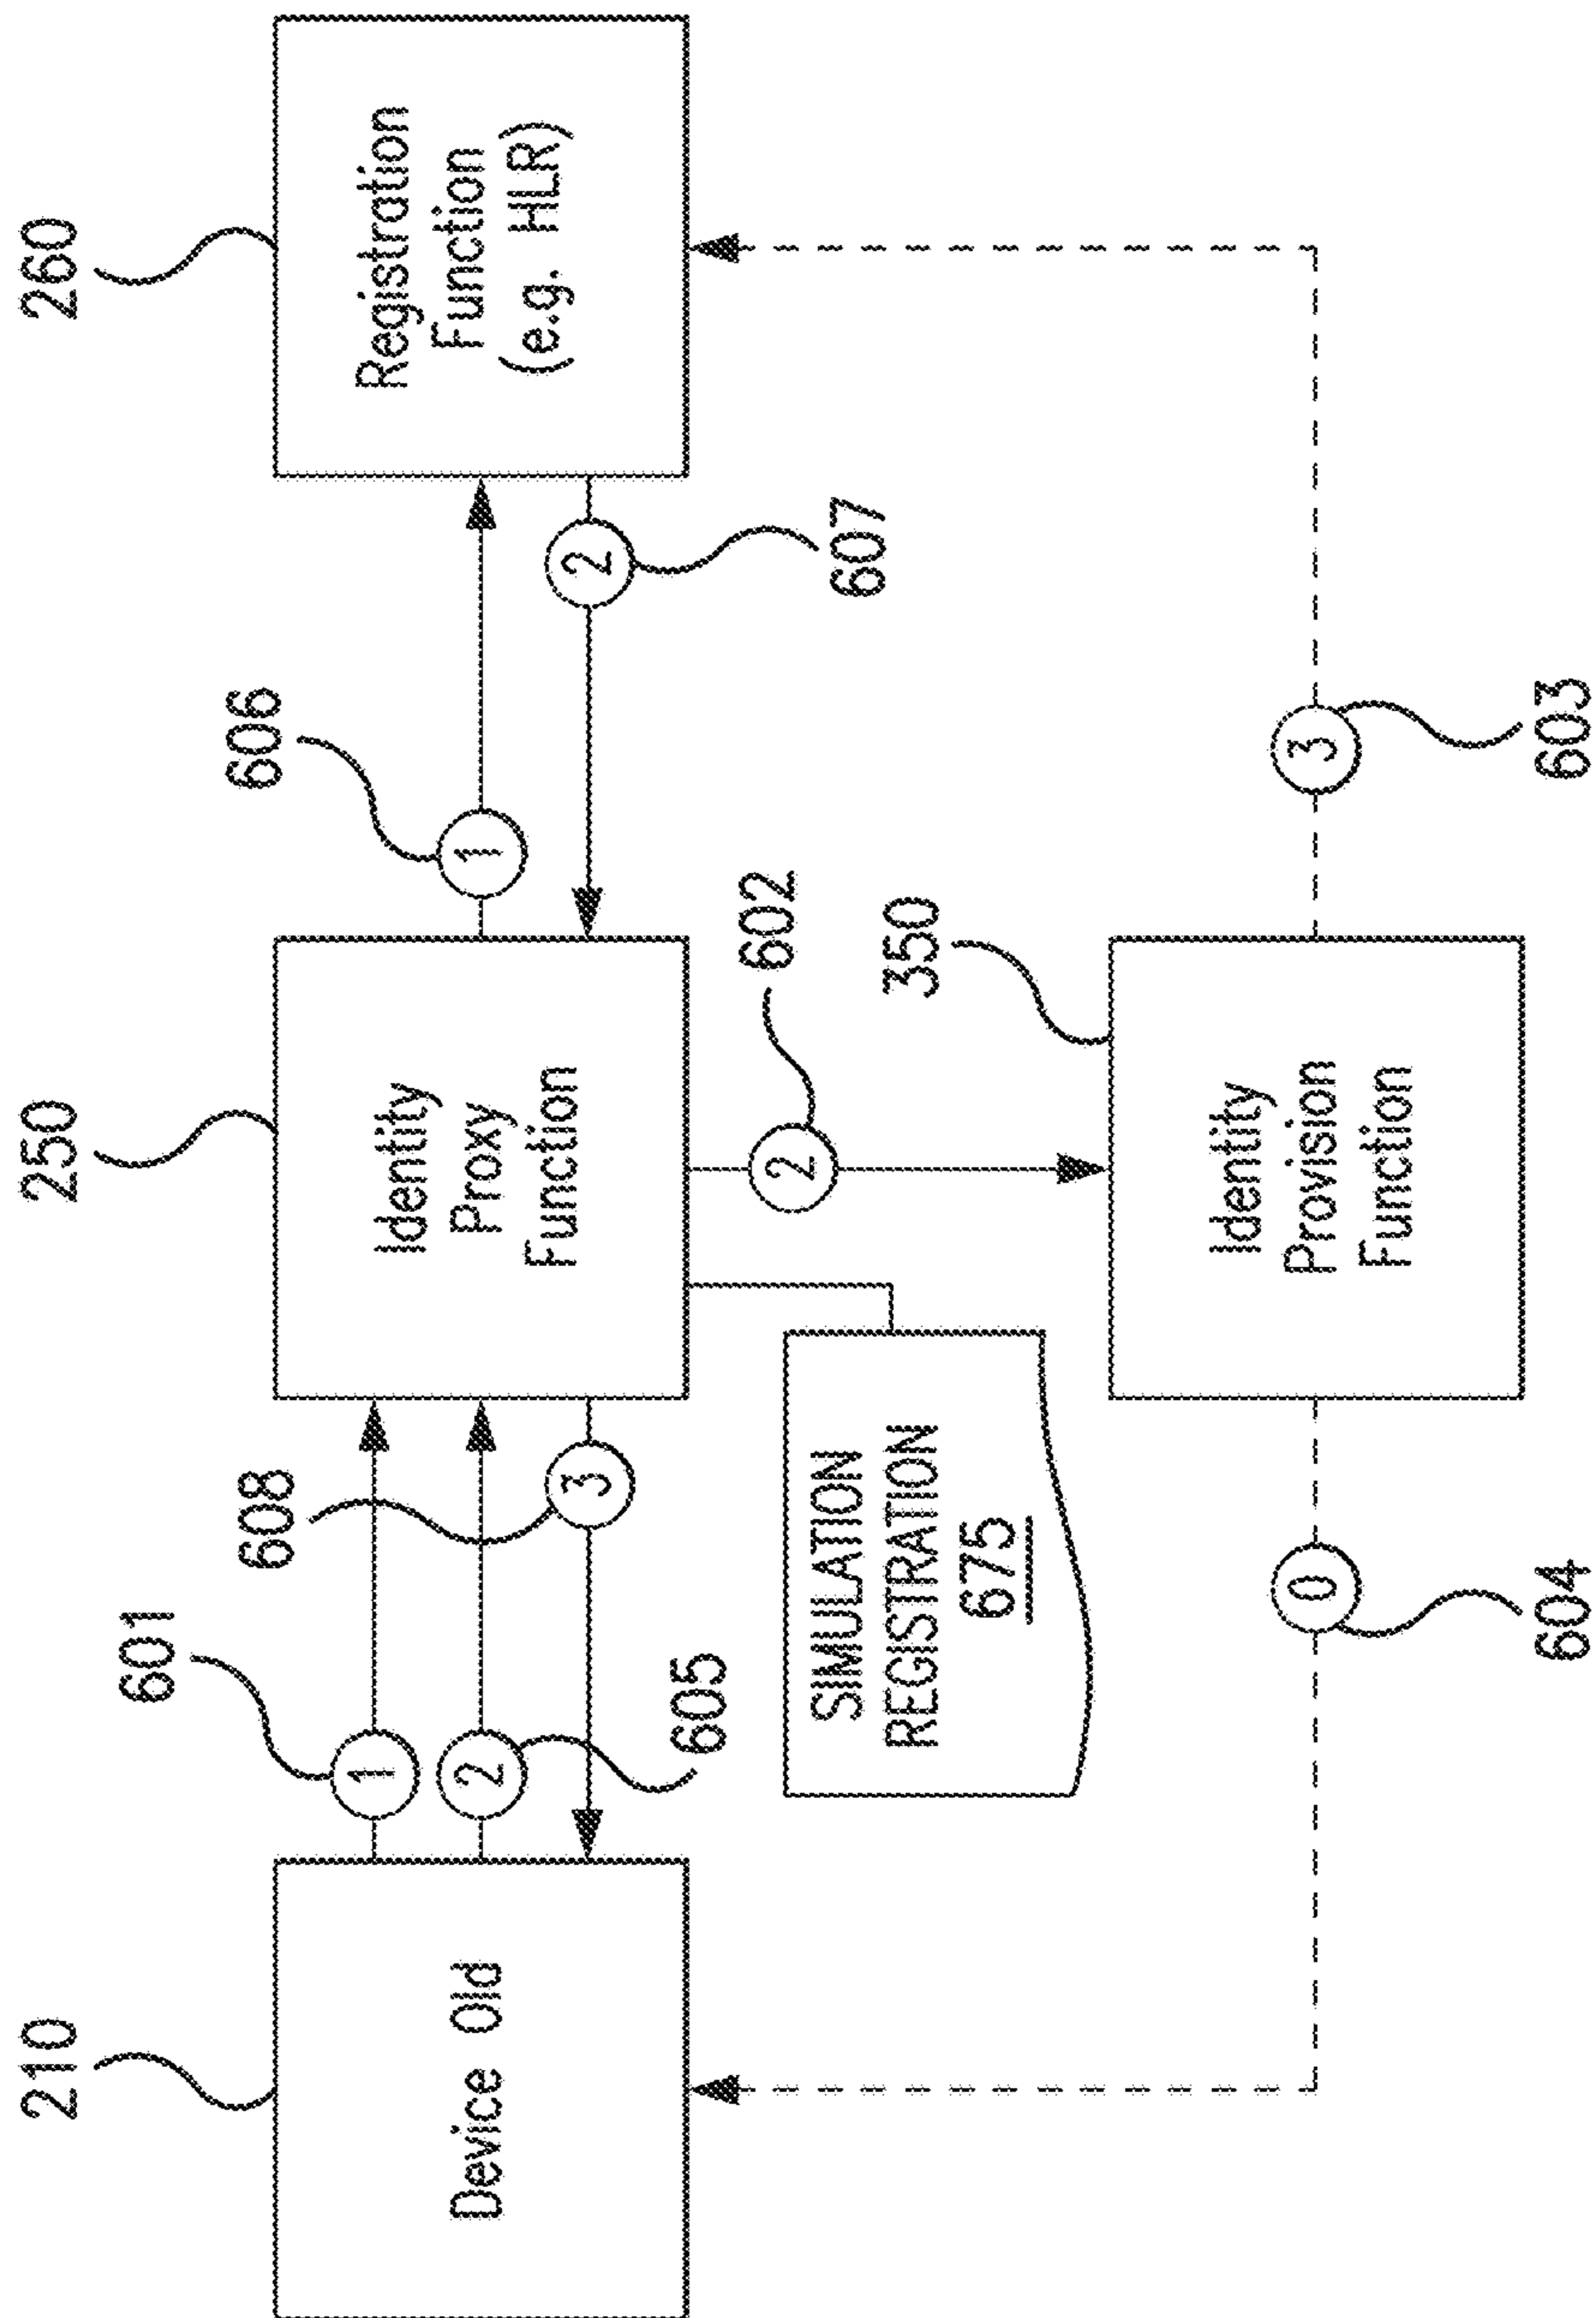 210
250
260
Device Old
Identity
Proxy
Function
Registration
Function
(e.g. HLR)
601
1
2
605
608
3
606
1
2
607
602
2
SIMULATION
REGISTRATION
675
350
Identity
Provision
Function
0
604
3
603